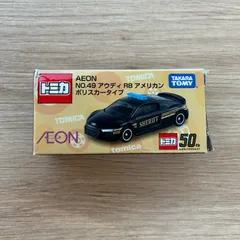 トミカ
AEON
NO.49 アウディ R8 アメリカン
ポリスカータイプ
TAKARA
TOMY
TOMICA
SHERIFF
AEON
tomica
トミカ
50th